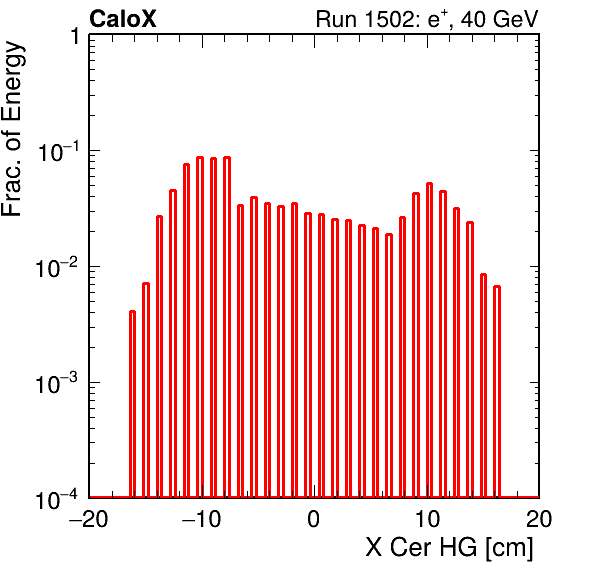 CaloX Run 1502: e⁺, 40 GeV
Frac. of Energy
1
10⁻¹
10⁻²
10⁻³
10⁻⁴
−20 −10 0 10 20
X Cer HG [cm]